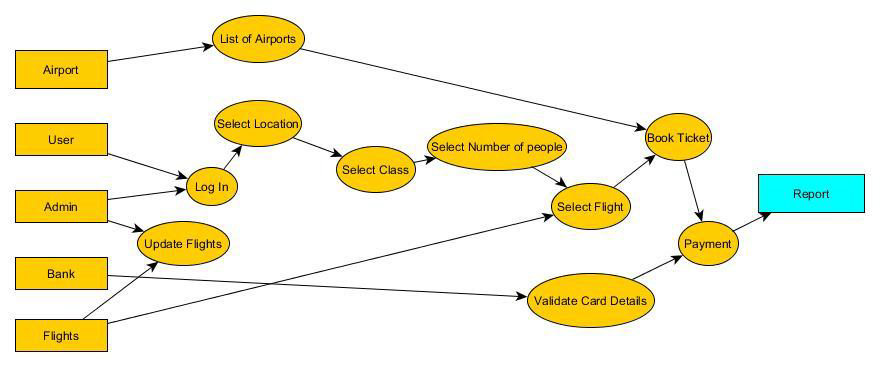 List of Airports
Airport
Select Location
User
Book Ticket
Select Number of people
Select Class
Log In
Admin
Report
Select Flight
Update Flights
Payment
Bank
Validate Card Details
Flights